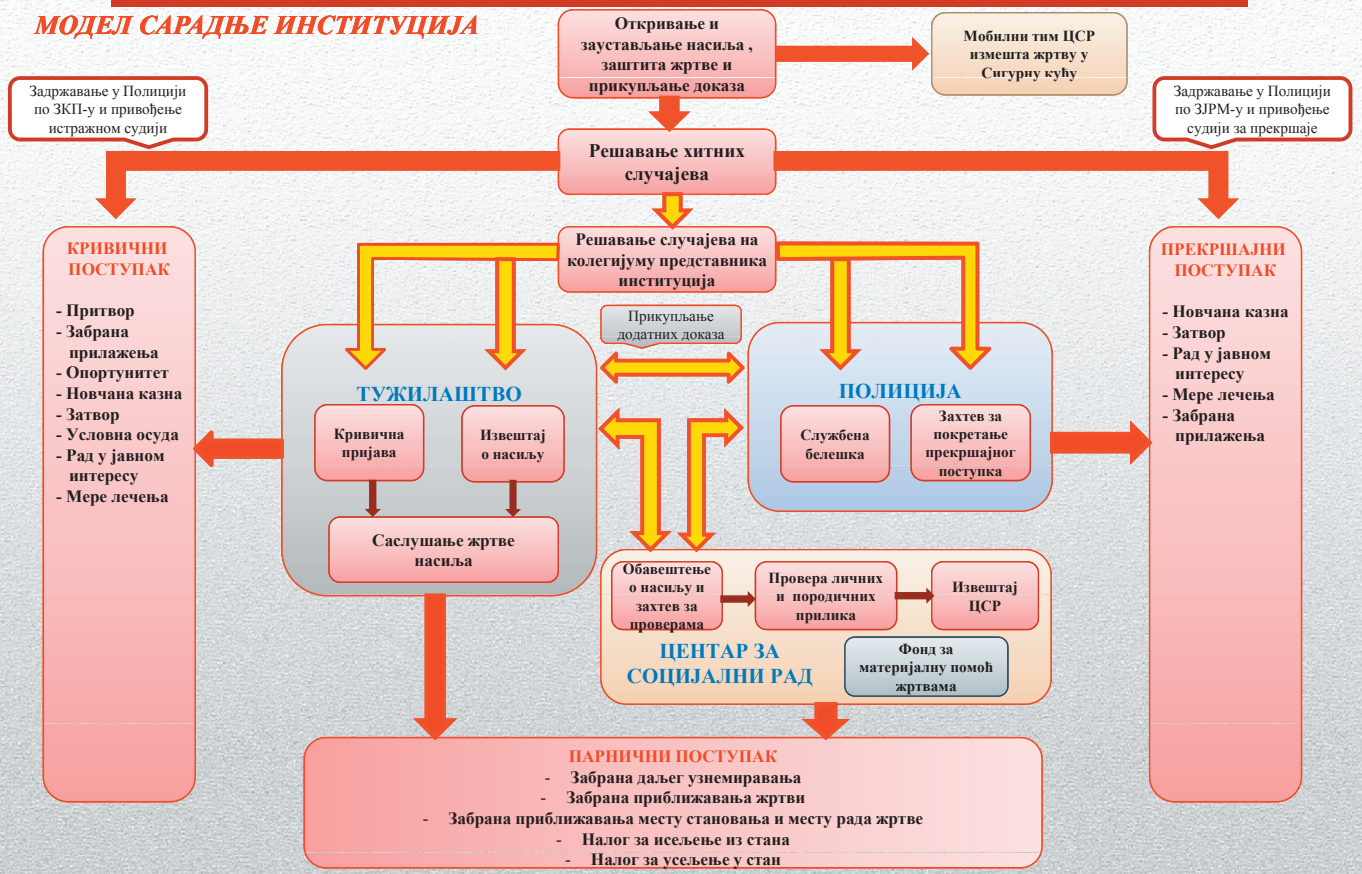 МОДЕЛ САРАДЊЕ ИНСТИТУЦИЈА
Откривање и
заустављање насиља ,
заштита жртве и
прикупљање доказа
Мобилни тим ЦСР
измешта жртву у
Сигурну кућу
Задржавање у Полицији
по ЗКП-у и привођење
истражном судији
Задржавање у Полицији
по ЗЈРМ-у и привођење
судији за прекршаје
Решавање хитних
случајева
Решавање случајева на
колегијуму представника
институција
КРИВИЧНИ
ПОСТУПАК
- Притвор
- Забрана
прилажења
- Опортунитет
- Новчана казна
- Затвор
- Условна осуда
- Рад у јавном
интересу
- Мере лечења
Прикупљање
додатних доказа
ТУЖИЛАШТВО
Кривична
пријава
Извештај
о насиљу
Саслушање жртве
насиља
ПОЛИЦИЈА
Службена
белешка
Захтев за
покретање
прекршајног
поступка
ПРЕКРШАЈНИ
ПОСТУПАК
- Новчана казна
- Затвор
- Рад у јавном
интересу
- Мере лечења
- Забрана
прилажења
Обавештење
о насиљу и
захтев за
проверама
Провера личних
и породичних
прилика
Извештај
ЦСР
ЦЕНТАР ЗА
СОЦИЈАЛНИ РАД
Фонд за
материјалну помоћ
жртвама
ПАРНИЧНИ ПОСТУПАК
- Забрана даљег узнемиравања
- Забрана приближавања жртви
- Забрана приближавања месту становања и месту рада жртве
- Налог за исељење из стана
- Налог за усељење у стан